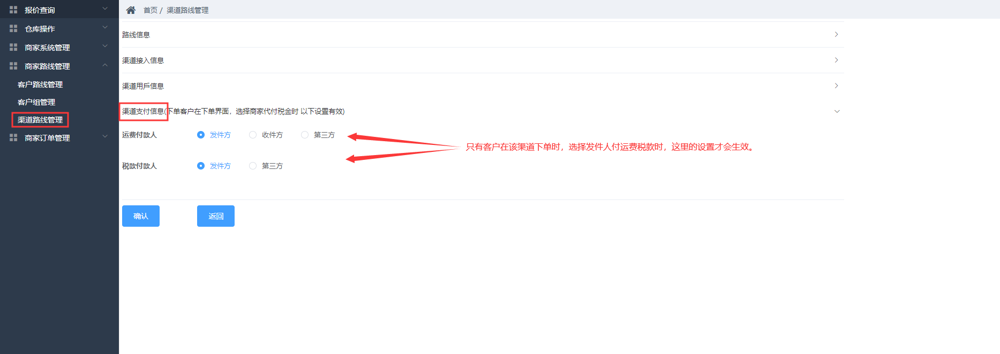 报价查询
仓库操作
商家系统管理
商家路线管理
客户路线管理
客户组管理
渠道路线管理
商家订单管理
首页 / 渠道路线管理
路线信息
渠道接入信息
渠道用戶信息
渠道支付信息(下单客户在下单界面，选择商家代付税金时 以下设置有效)
运费付款人 发件方 收件方 第三方
只有客户在该渠道下单时，选择发件人付运费税款时，这里的设置才会生效。
税款付款人 发件方 第三方
确认 返回